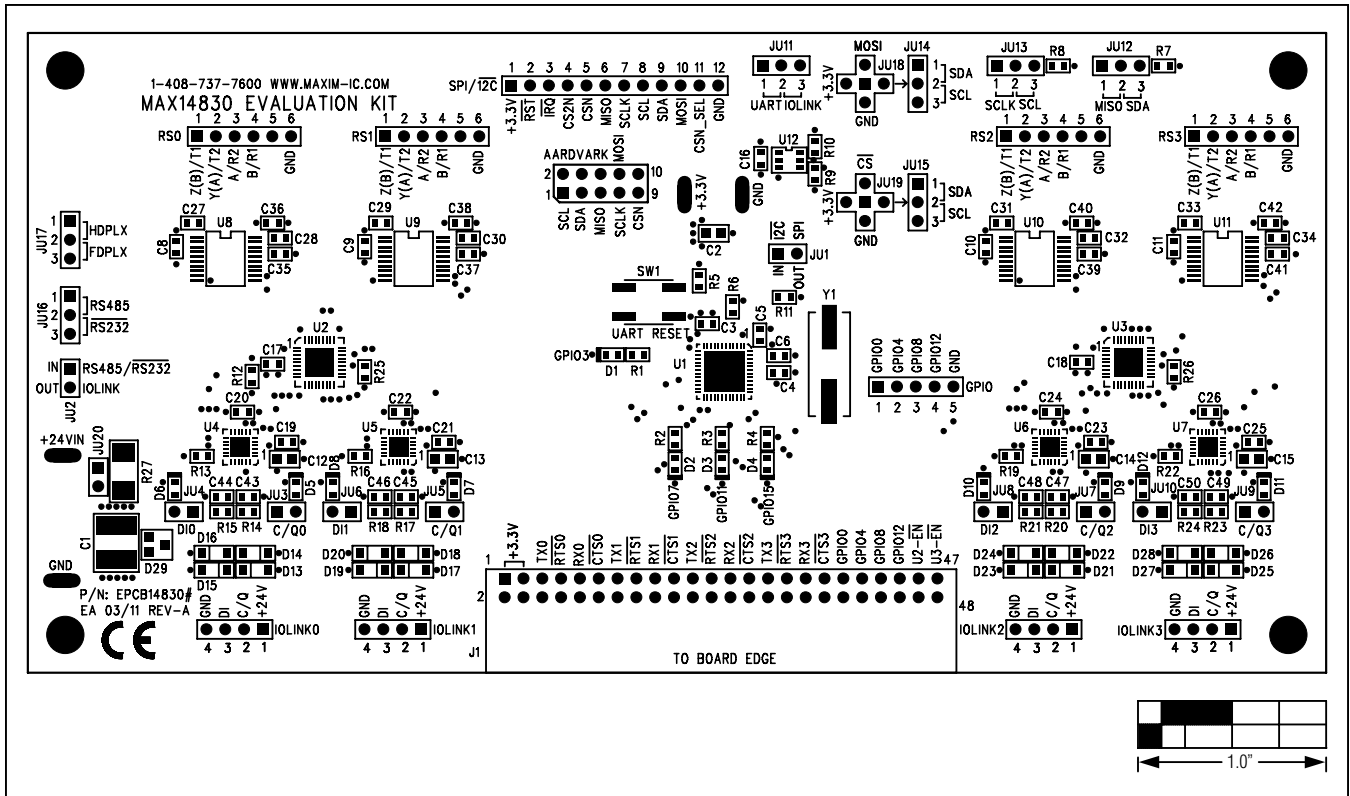 1-408-737-7600 WWW.MAXIM-IC.COM
MAX14830 EVALUATION KIT
SPI/I2C
1 2 3 4 5 6 7 8 9 10 11 12
+3.3V RST IRQ CS2N CSN MISO SCLK SCL SDA MOSI CSN_SEL GND
JU11
1 2 3
UART IOLINK
MOSI
JU18
+3.3V
GND
JU14
1
2
3
SDA
SCL
JU13
R8
1 2 3
SCLK SCL
JU12
R7
1 2 3
MISO SDA
RS0
1 2 3 4 5 6
Z(B)/T1 Y(A)/T2 A/R2 B/R1 GND
RS1
1 2 3 4 5 6
Z(B)/T1 Y(A)/T2 A/R2 B/R1 GND
AARDVARK MOSI
2 10
1 9
SCL SDA MISO SCLK CSN
+3.3V
GND
C16
U12
R10
R9
CS
JU19
+3.3V
GND
JU15
1
2
3
SDA
SCL
RS2
1 2 3 4 5 6
Z(B)/T1 Y(A)/T2 A/R2 B/R1 GND
RS3
1 2 3 4 5 6
Z(B)/T1 Y(A)/T2 A/R2 B/R1 GND
JU17
1
2
3
HDPLX
FDPLX
C27 U8 C36
C8 C28
C35
C29 U9 C38
C9 C30
C37
C2
I2C SPI
JU1
IN OUT
R11
C31 U10 C40
C10 C32
C39
C33 U11 C42
C11 C34
C41
JU16
1
2
3
RS485
RS232
SW1
UART RESET
R5
R6
C3
C5
Y1
IN
OUT
JU2
RS485/RS232
IOLINK
U2
1
C17
R12
R25
GPIO3
D1 R1
U1
1
C6
C4
GPIO0 GPIO4 GPIO8 GPIO12 GND
GPIO
1 2 3 4 5
U3
1
C18
R26
+24VIN
JU20
R27
C20
U4
C19
1
C12
R13
C22
U5
C21
1
C13
R16
R2
D2
GPIO7
R3
D3
GPIO11
R4
D4
GPIO15
C24
U6
C23
1
C14
R19
C26
U7
C25
1
C15
R22
D6
JU4
DI0
C44 C43
R15 R14
JU3
D5
C/Q0
D8
JU6
DI1
C46 C45
R18 R17
JU5
D7
C/Q1
D10
JU8
DI2
C48 C47
R21 R20
JU7
D9
C/Q2
D12
JU10
DI3
C50 C49
R24 R23
JU9
D11
C/Q3
C1
D29
GND
D16 D14
D15 D13
D20 D18
D19 D17
D24 D22
D23 D21
D28 D26
D27 D25
1 +3.3V TX0 RTS0 RX0 CTS0 TX1 RTS1 RX1 CTS1 TX2 RTS2 RX2 CTS2 TX3 RTS3 RX3 CTS3 GPIO0 GPIO4 GPIO8 GPIO12 U2-EN U3-EN 47
2 48
J1
TO BOARD EDGE
P/N: EPCB14830#
EA 03/11 REV-A
CE
GND DI C/Q +24V
IOLINK0
4 3 2 1
GND DI C/Q +24V
IOLINK1
4 3 2 1
GND DI C/Q +24V
IOLINK2
4 3 2 1
GND DI C/Q +24V
IOLINK3
4 3 2 1
1.0"